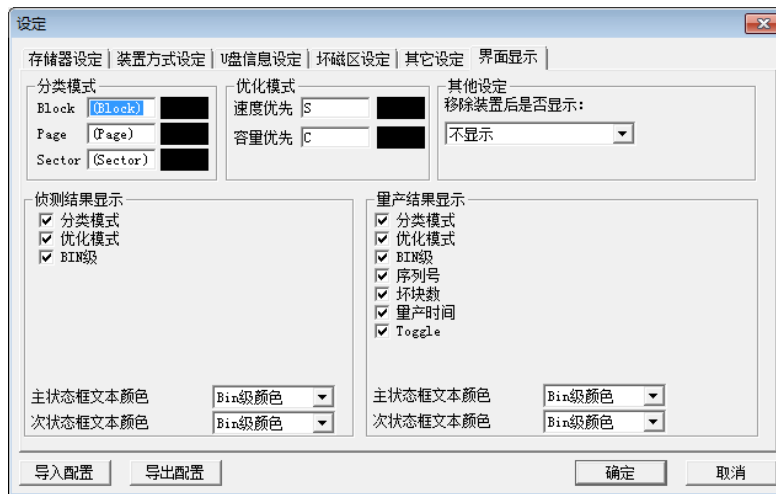 设定
存储器设定 装置方式设定 U盘信息设定 坏磁区设定 其它设定 界面显示
分类模式
Block (Block)
Page (Page)
Sector (Sector)
优化模式
速度优先 S
容量优先 C
其他设定
移除装置后是否显示:
不显示
侦测结果显示
分类模式
优化模式
BIN级
主状态框文本颜色 Bin级颜色
次状态框文本颜色 Bin级颜色
量产结果显示
分类模式
优化模式
BIN级
序列号
坏块数
量产时间
Toggle
主状态框文本颜色 Bin级颜色
次状态框文本颜色 Bin级颜色
导入配置 导出配置 确定 取消